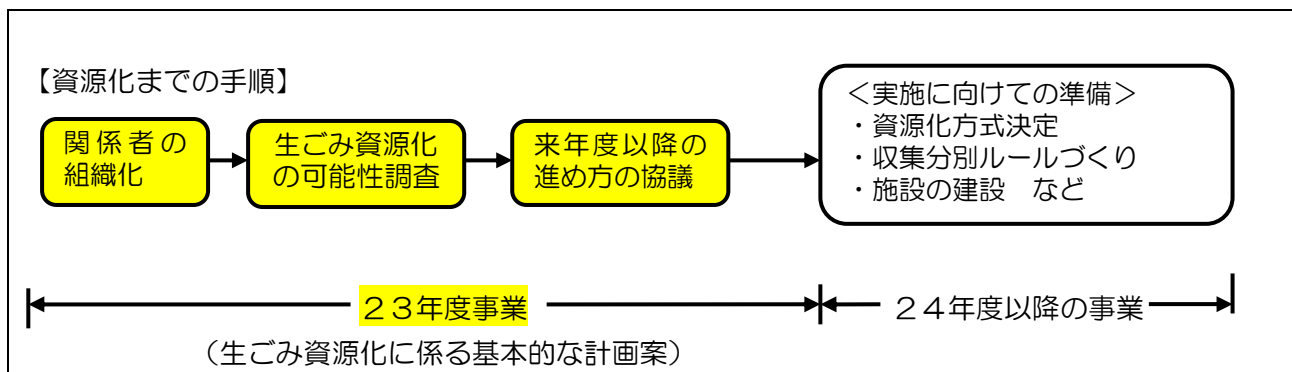 【資源化までの手順】
関係者の
組織化
生ごみ資源化
の可能性調査
来年度以降の
進め方の協議
＜実施に向けての準備＞
・資源化方式決定
・収集分別ルールづくり
・施設の建設　など
２３年度事業
２４年度以降の事業
（生ごみ資源化に係る基本的な計画案）